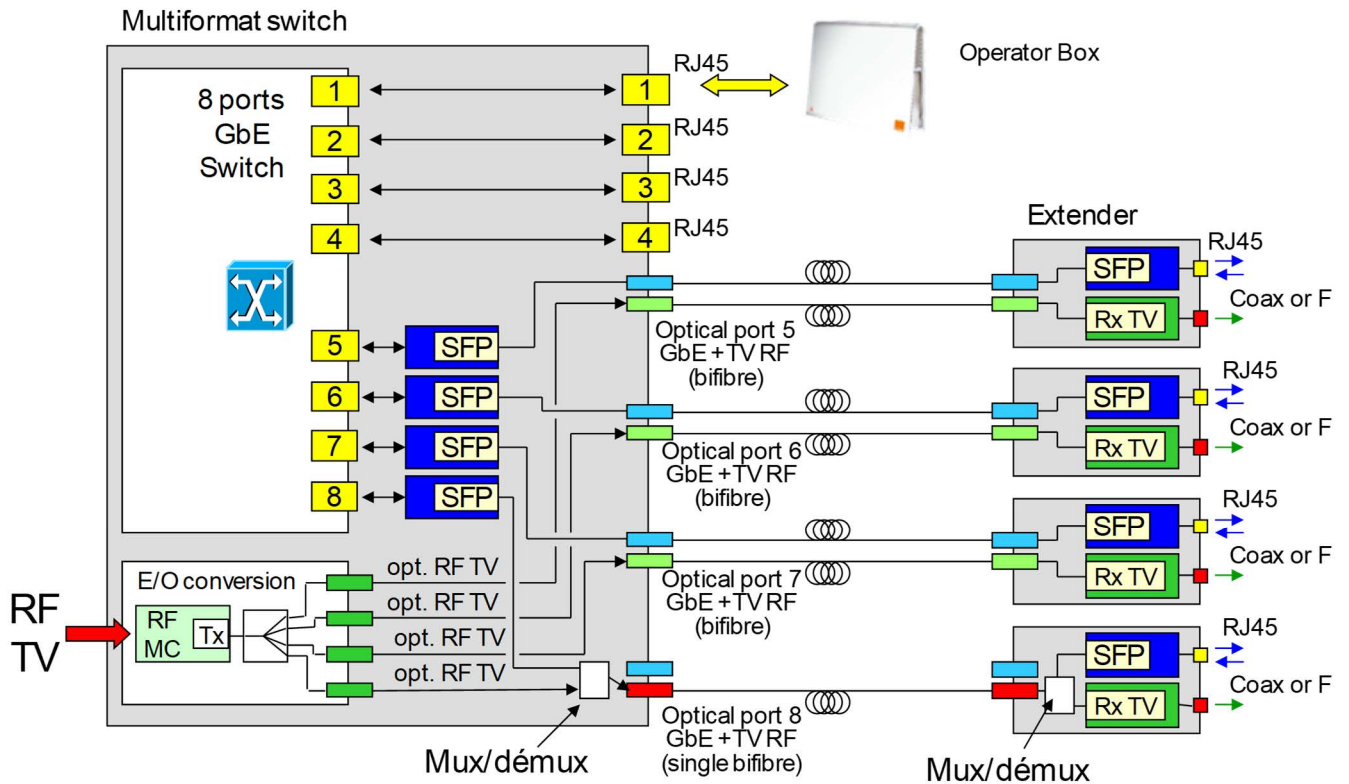 Multiformat switch
8 ports
GbE
Switch
1
2
3
4
5
6
7
8
1
2
3
4
RJ45
RJ45
RJ45
RJ45
Operator Box
SFP
SFP
SFP
SFP
E/O conversion
RF
MC
Tx
RF
TV
opt. RF TV
opt. RF TV
opt. RF TV
opt. RF TV
Mux/démux
Optical port 5
GbE +TV RF
(bifibre)
Optical port 6
GbE +TV RF
(bifibre)
Optical port 7
GbE +TV RF
(bifibre)
Optical port 8
GbE +TV RF
(single bifibre)
Extender
SFP
Rx TV
RJ45
Coax or F
SFP
Rx TV
RJ45
Coax or F
SFP
Rx TV
RJ45
Coax or F
SFP
Rx TV
RJ45
Coax or F
Mux/démux